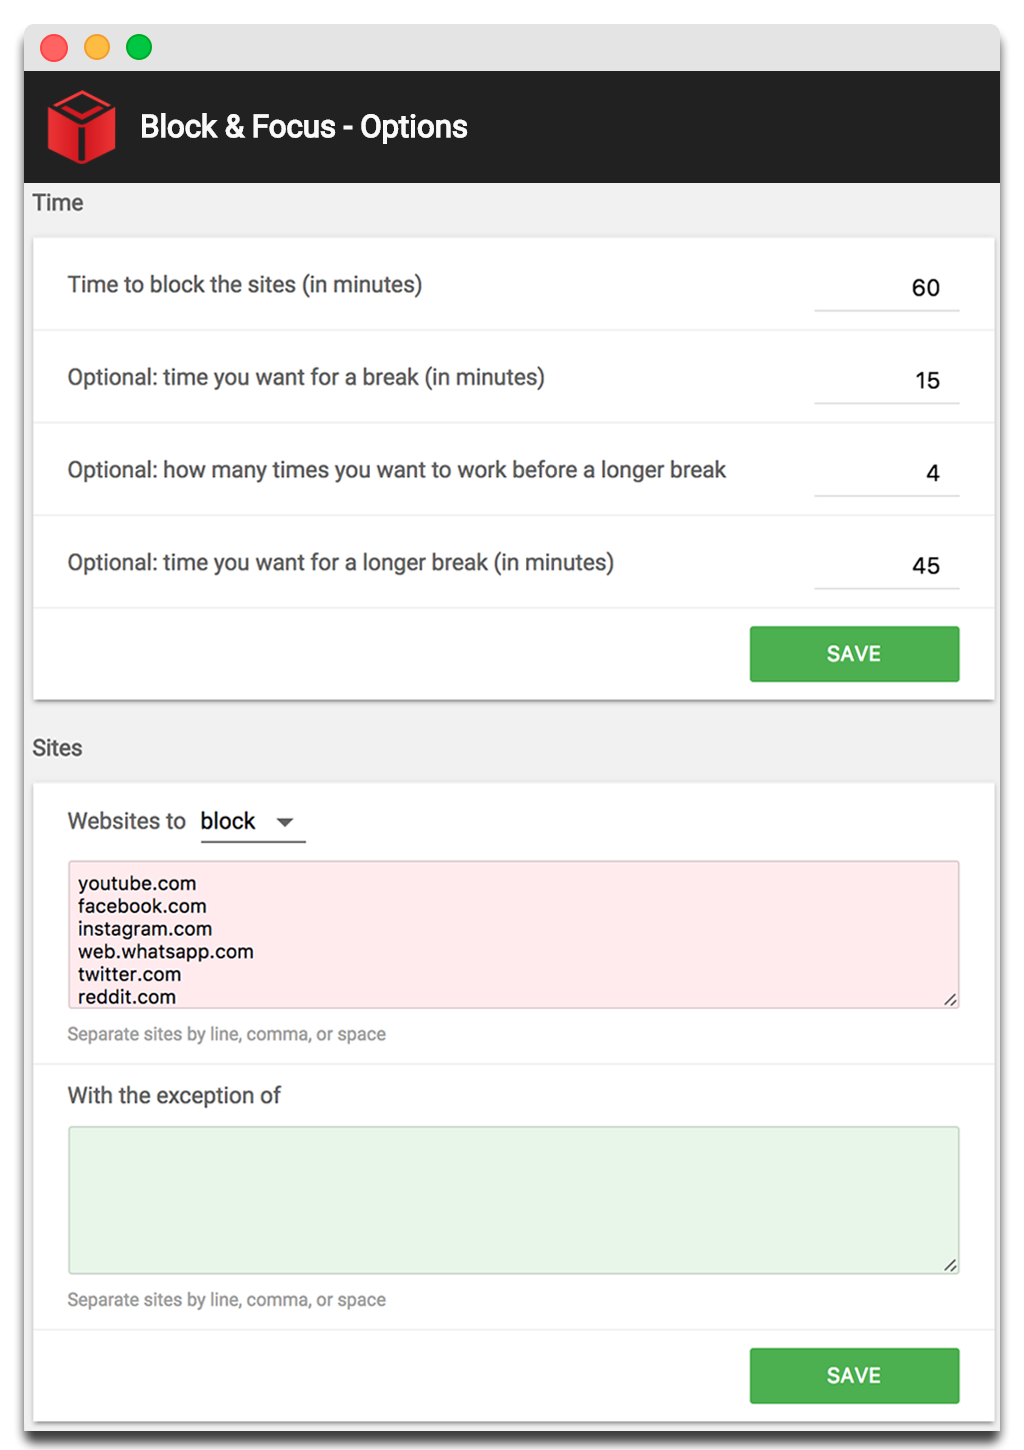 Block & Focus - Options
Time
Time to block the sites (in minutes)
60
Optional: time you want for a break (in minutes)
15
Optional: how many times you want to work before a longer break
4
Optional: time you want for a longer break (in minutes)
45
SAVE
Sites
Websites to block
youtube.com
facebook.com
instagram.com
web.whatsapp.com
twitter.com
reddit.com
Separate sites by line, comma, or space
With the exception of
Separate sites by line, comma, or space
SAVE